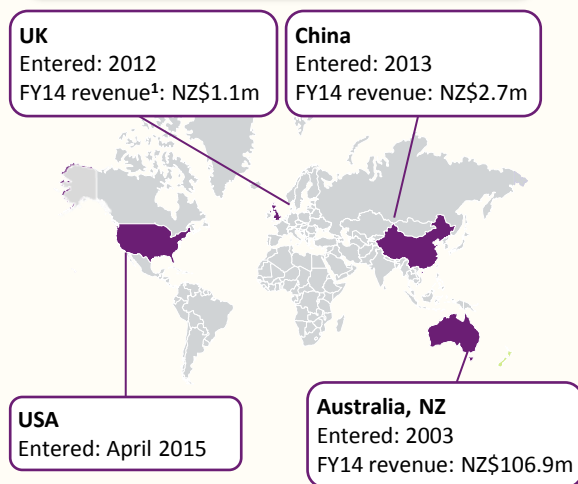 UK
Entered: 2012
FY14 revenue¹: NZ$1.1m
China
Entered: 2013
FY14 revenue: NZ$2.7m
USA
Entered: April 2015
Australia, NZ
Entered: 2003
FY14 revenue: NZ$106.9m